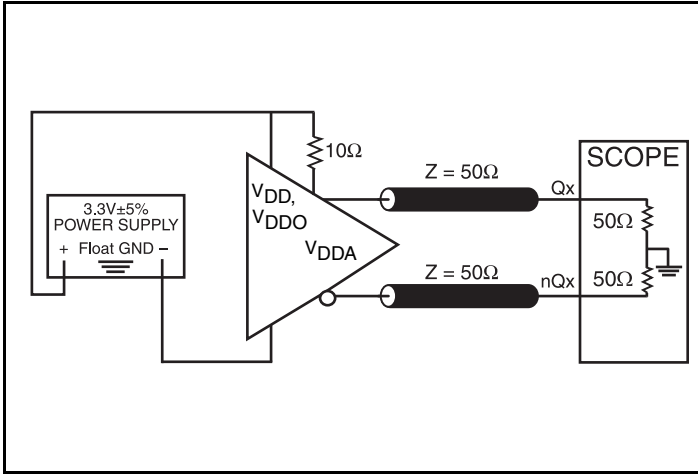 10Ω
3.3V±5%
POWER SUPPLY
+ Float GND −
VDD,
VDDO
VDDA
Z = 50Ω
Qx
Z = 50Ω
nQx
SCOPE
50Ω
50Ω